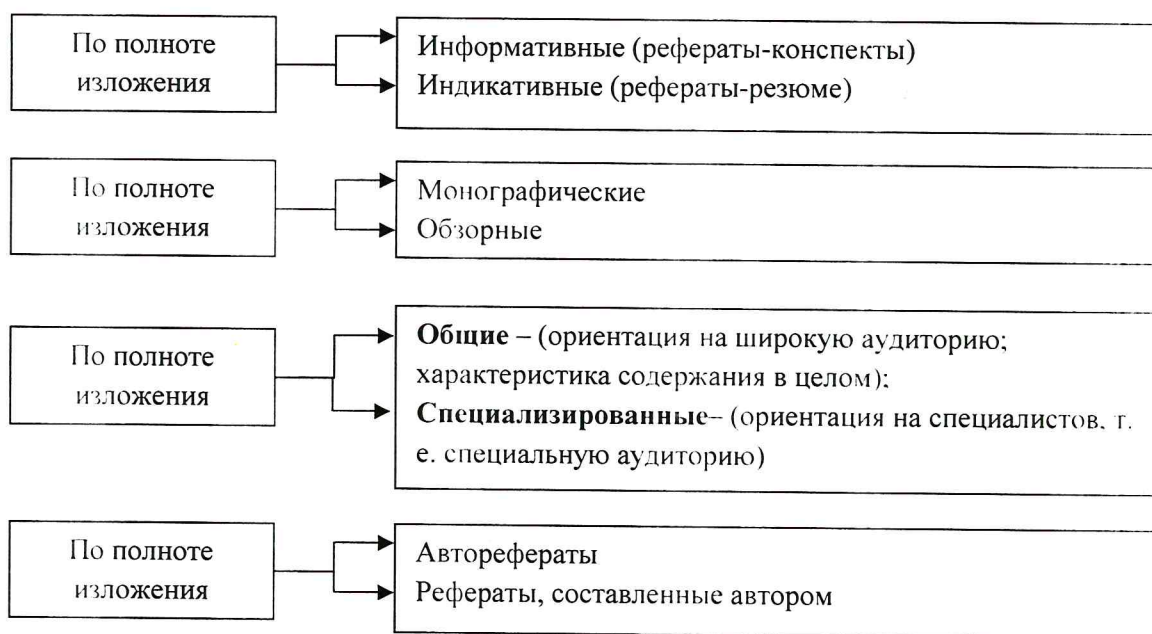 По полноте
изложения
Информативные (рефераты-конспекты)
Индикативные (рефераты-резюме)
По полноте
изложения
Монографические
Обзорные
По полноте
изложения
Общие – (ориентация на широкую аудиторию;
характеристика содержания в целом);
Специализированные– (ориентация на специалистов, т.
е. специальную аудиторию)
По полноте
изложения
Авторефераты
Рефераты, составленные автором